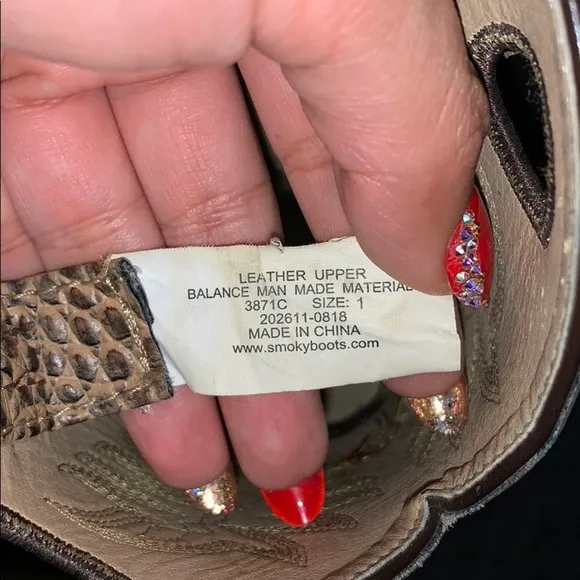 LEATHER UPPER
BALANCE MAN MADE MATERIAL
3871C SIZE: 1
202611-0818
MADE IN CHINA
www.smokyboots.com